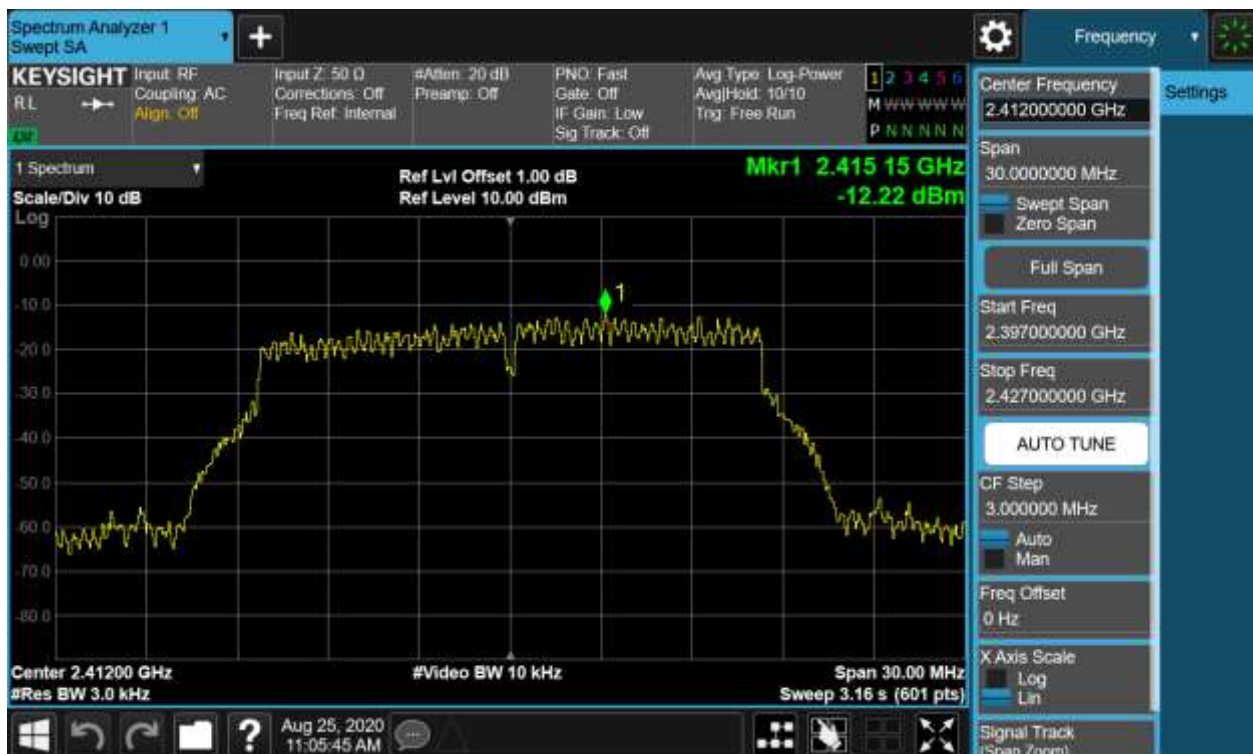 Spectrum Analyzer 1
Swept SA
+
Frequency
KEYSIGHT
RL
Input: RF
Coupling: AC
Align: Off
Input Z: 50 Ω
Corrections: Off
Freq Ref: Internal
#Atten: 20 dB
Preamp: Off
PNO: Fast
Gate: Off
IF Gain: Low
Sig Track: Off
Avg Type: Log-Power
Avg|Hold: 10/10
Trig: Free Run
1 2 3 4 5 6
M W W W W W
P N N N N N
1 Spectrum
Scale/Div 10 dB
Log
Ref Lvl Offset 1.00 dB
Ref Level 10.00 dBm
Mkr1 2.415 15 GHz
-12.22 dBm
0.00
-10.0
-20.0
-30.0
-40.0
-50.0
-60.0
-70.0
-80.0
1
Center 2.41200 GHz
#Res BW 3.0 kHz
#Video BW 10 kHz
Span 30.00 MHz
Sweep 3.16 s (601 pts)
Center Frequency
2.412000000 GHz
Settings
Span
30.0000000 MHz
Swept Span
Zero Span
Full Span
Start Freq
2.397000000 GHz
Stop Freq
2.427000000 GHz
AUTO TUNE
CF Step
3.000000 MHz
Auto
Man
Freq Offset
0 Hz
X Axis Scale
Log
Lin
Signal Track
(Span Zoom)
?
Aug 25, 2020
11:05:45 AM